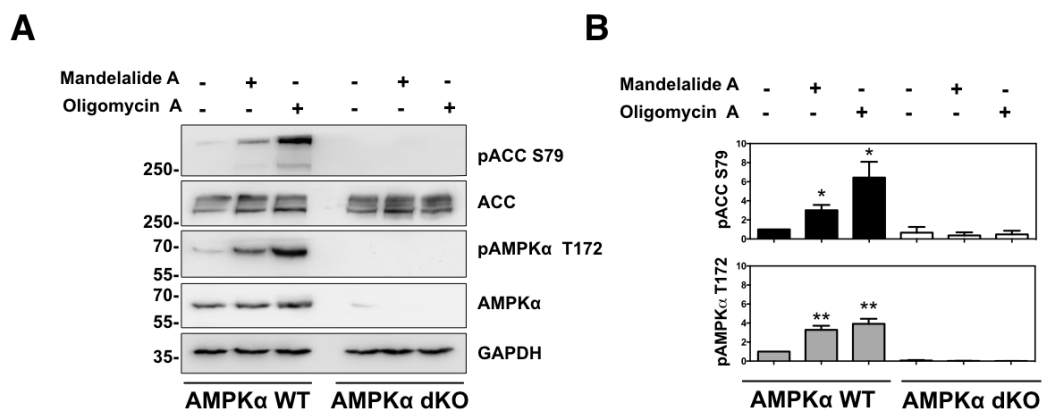 A
Mandelalide A - + - - + -
Oligomycin A - - + - - +
250-
pACC S79
250-
ACC
70-
55-
pAMPKα T172
70-
55-
AMPKα
35-
GAPDH
AMPKα WT
AMPKα dKO
B
Mandelalide A - + - - + -
Oligomycin A - - + - - +
pACC S79
10
8
6
4
2
0
*
*
pAMPKα T172
10
8
6
4
2
0
**
**
AMPKα WT
AMPKα dKO